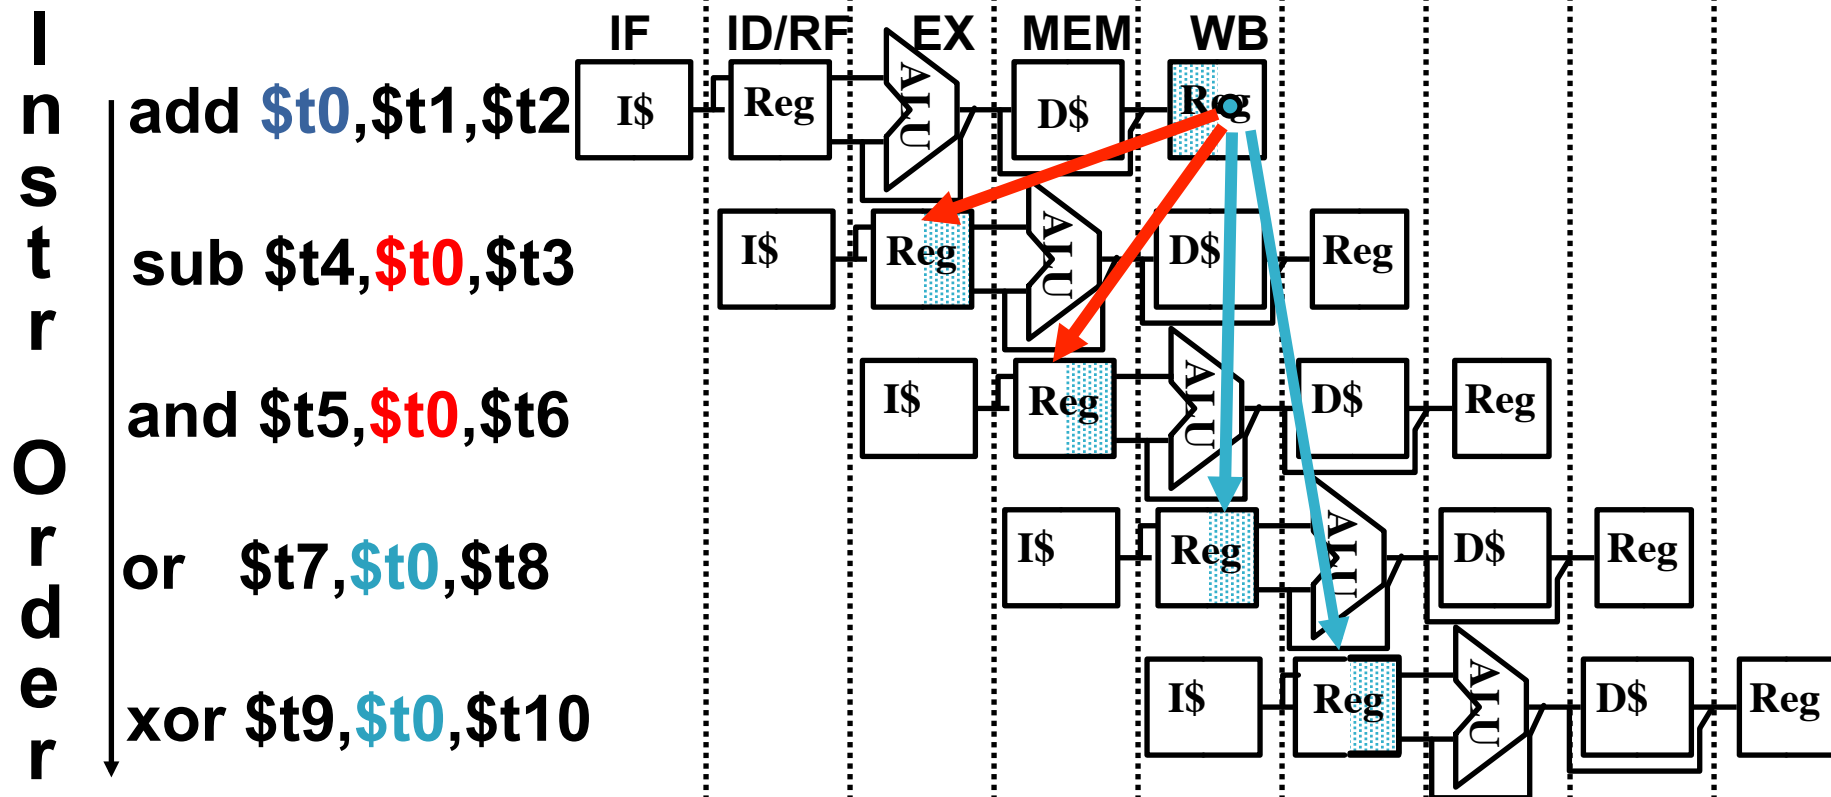 Instr Order
IF ID/RF EX MEM WB
add $t0,$t1,$t2 I$ Reg ALU D$ Reg
sub $t4,$t0,$t3 I$ Reg ALU D$ Reg
and $t5,$t0,$t6 I$ Reg ALU D$ Reg
or $t7,$t0,$t8 I$ Reg ALU D$ Reg
xor $t9,$t0,$t10 I$ Reg ALU D$ Reg